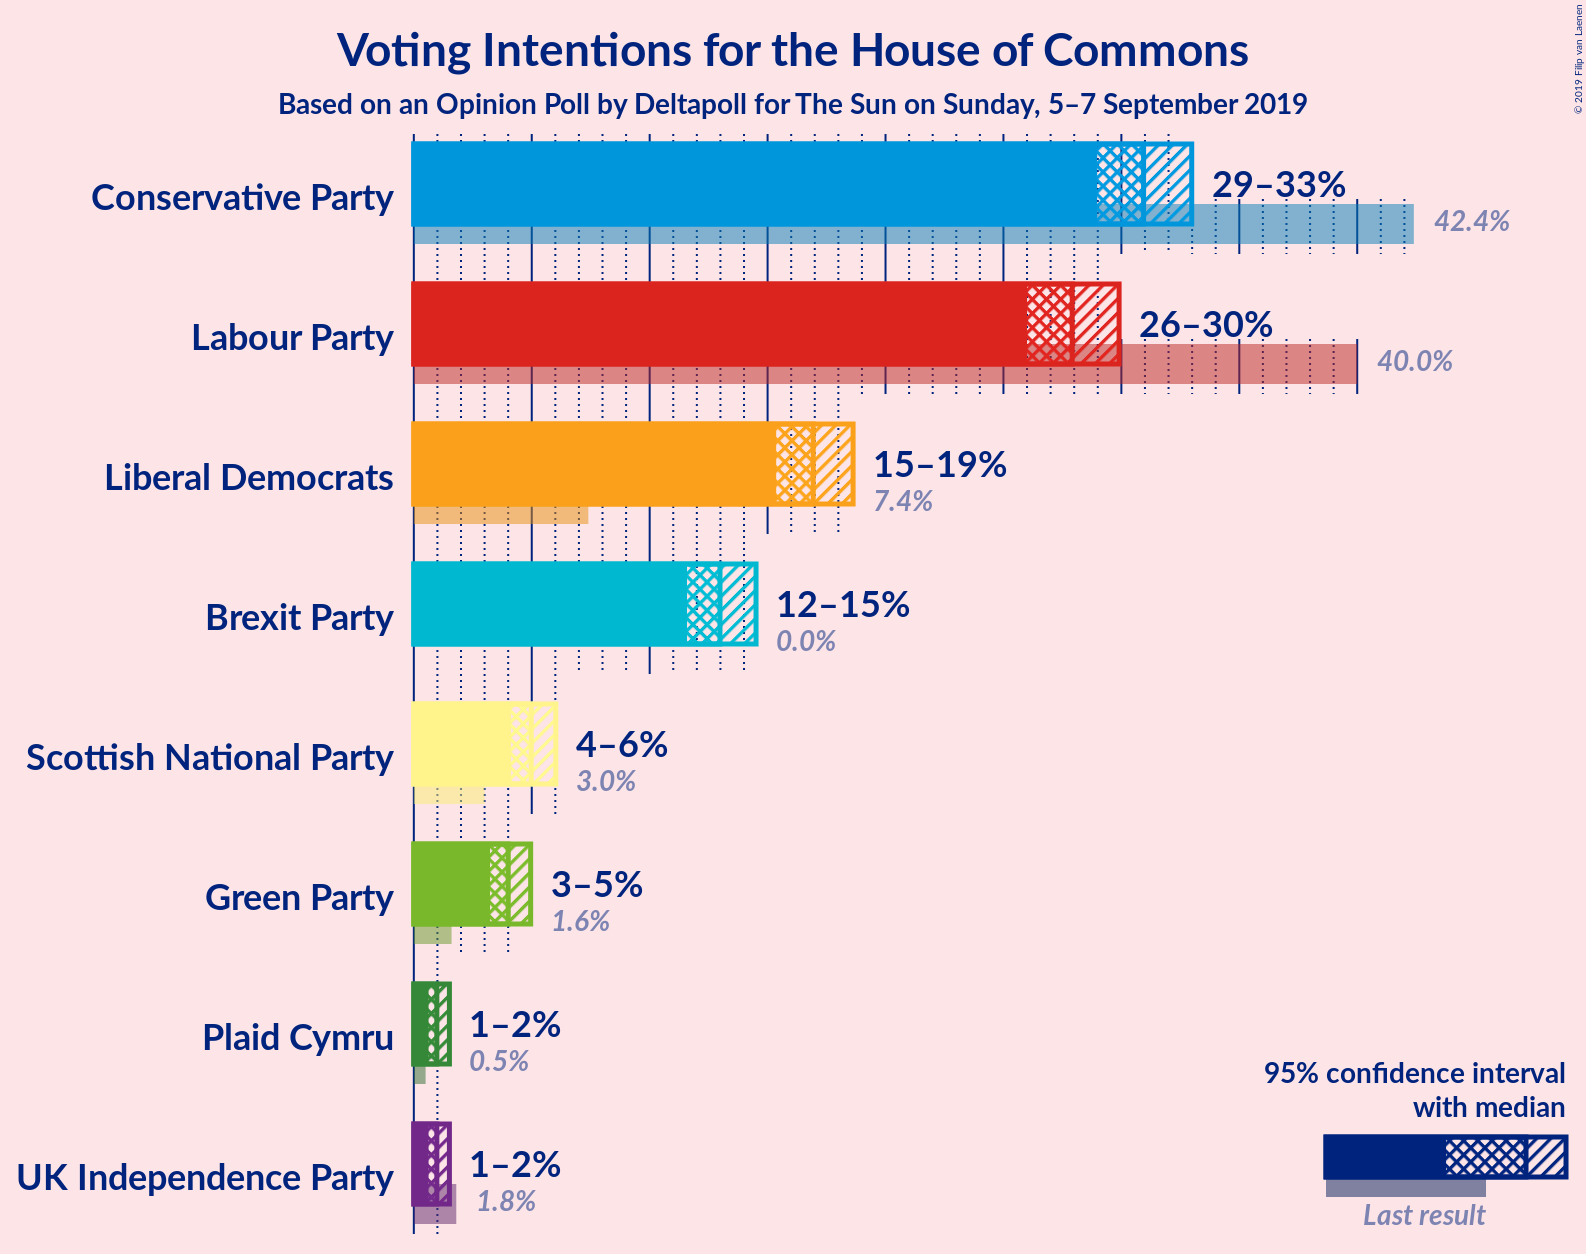 Voting Intentions for the House of Commons
Based on an Opinion Poll by Deltapoll for The Sun on Sunday, 5–7 September 2019
© 2019 Filip van Laenen
Conservative Party
29–33%
42.4%
Labour Party
26–30%
40.0%
Liberal Democrats
15–19%
7.4%
Brexit Party
12–15%
0.0%
Scottish National Party
4–6%
3.0%
Green Party
3–5%
1.6%
Plaid Cymru
1–2%
0.5%
UK Independence Party
1–2%
1.8%
95% confidence interval
with median
Last result